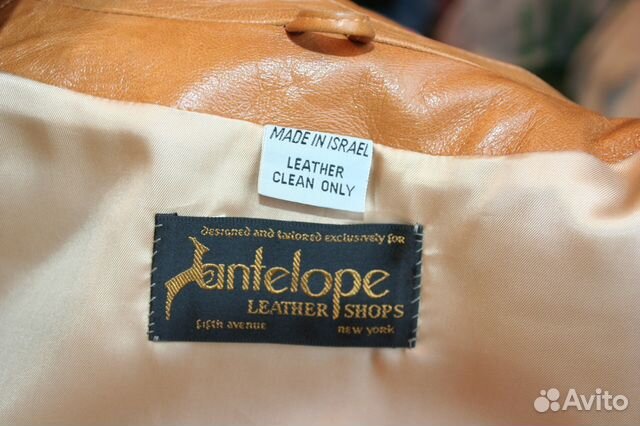 MADE IN ISRAEL
LEATHER
CLEAN ONLY
designed and tailored exclusively for
antelope
LEATHER SHOPS
fifth avenue new york
Avito